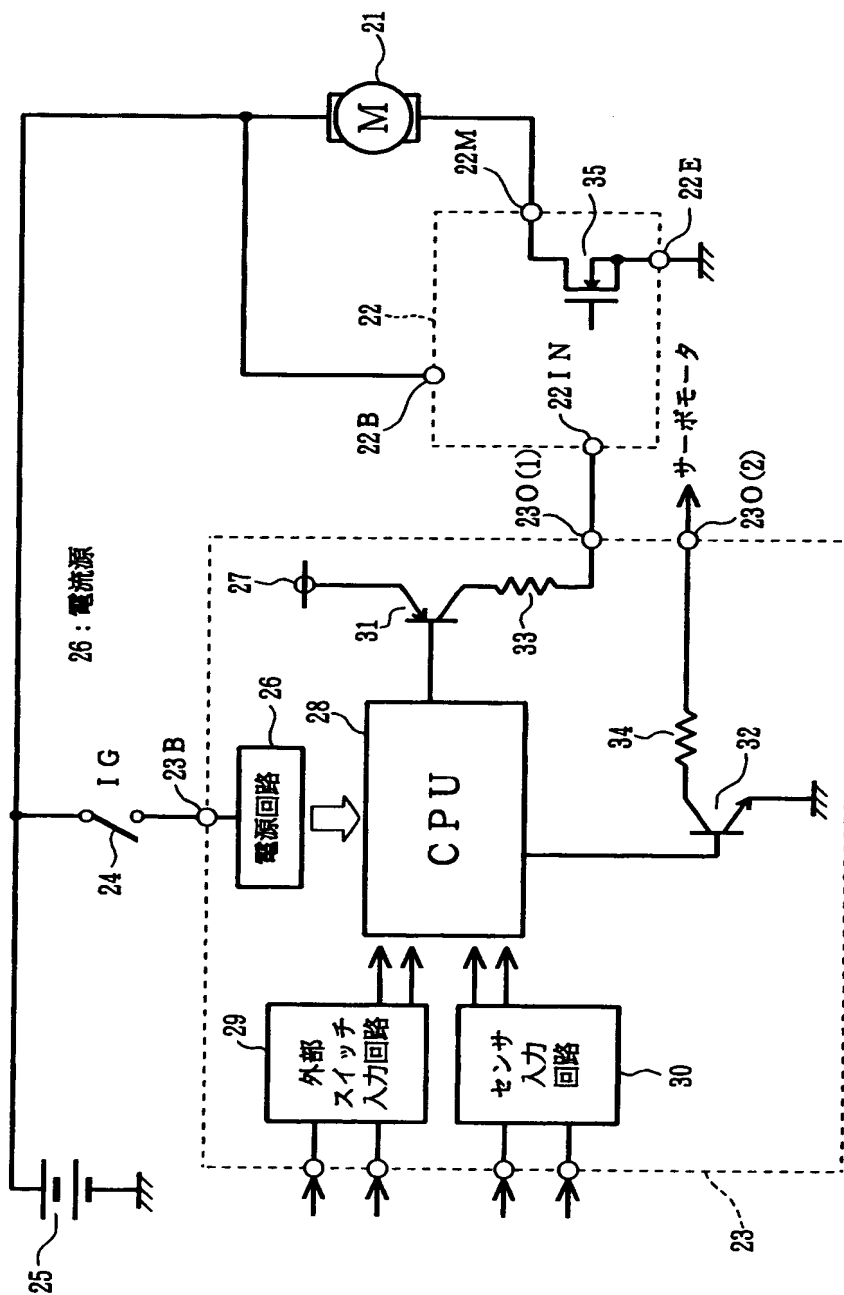 25
26：電流源
IG
24
23B
21
M
22M
35
22E
22
22B
22IN
23O(1)
23O(2)
サーボモータ
27
31
33
26
電源回路
28
CPU
34
32
29
外部
スイッチ
入力回路
センサ
入力
回路
30
23